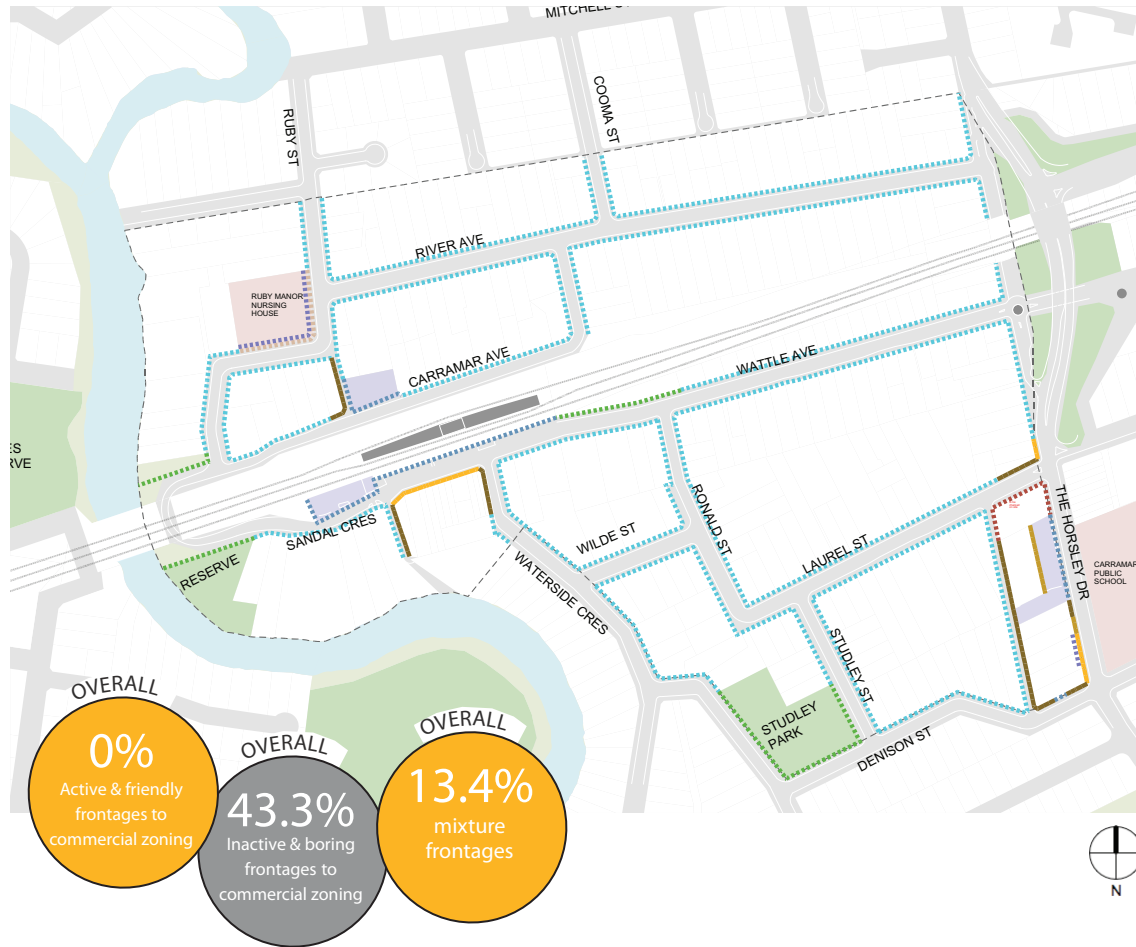 MITCHELL S
RUBY ST
COOMA ST
RIVER AVE
RUBY MANOR
NURSING
HOUSE
CARRAMAR AVE
WATTLE AVE
ES
RVE
SANDAL CRES
RESERVE
WILDE ST
RONALD ST
WATERSIDE CRES
LAUREL ST
THE HORSLEY DR
CARRAMAR
PUBLIC
SCHOOL
STUDLEY ST
STUDLEY
PARK
DENISON ST
OVERALL
0%
Active & friendly
frontages to
commercial zoning
OVERALL
43.3%
Inactive & boring
frontages to
commercial zoning
OVERALL
13.4%
mixture
frontages
N